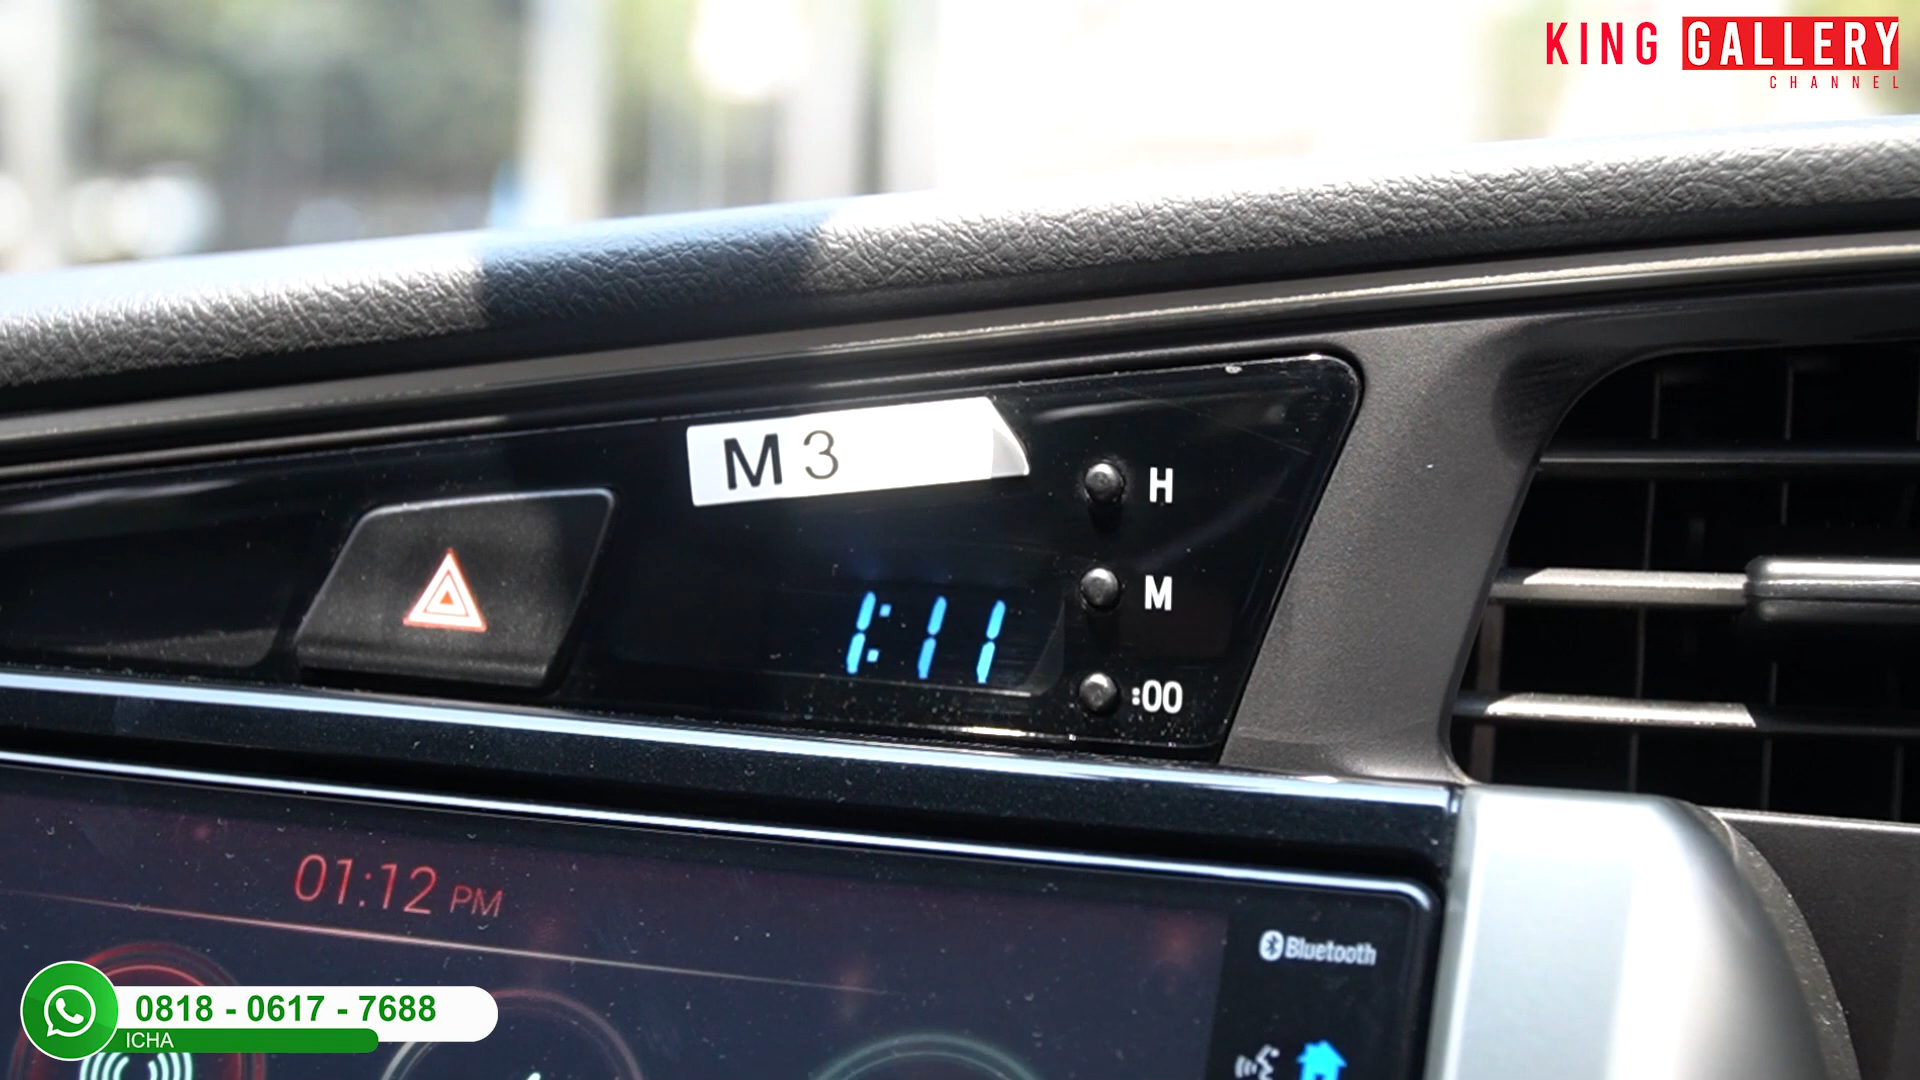 KING GALLERY
CHANNEL
M 3
H
M
1:11
:00
01:12 PM
Bluetooth
0818 - 0617 - 7688
ICHA